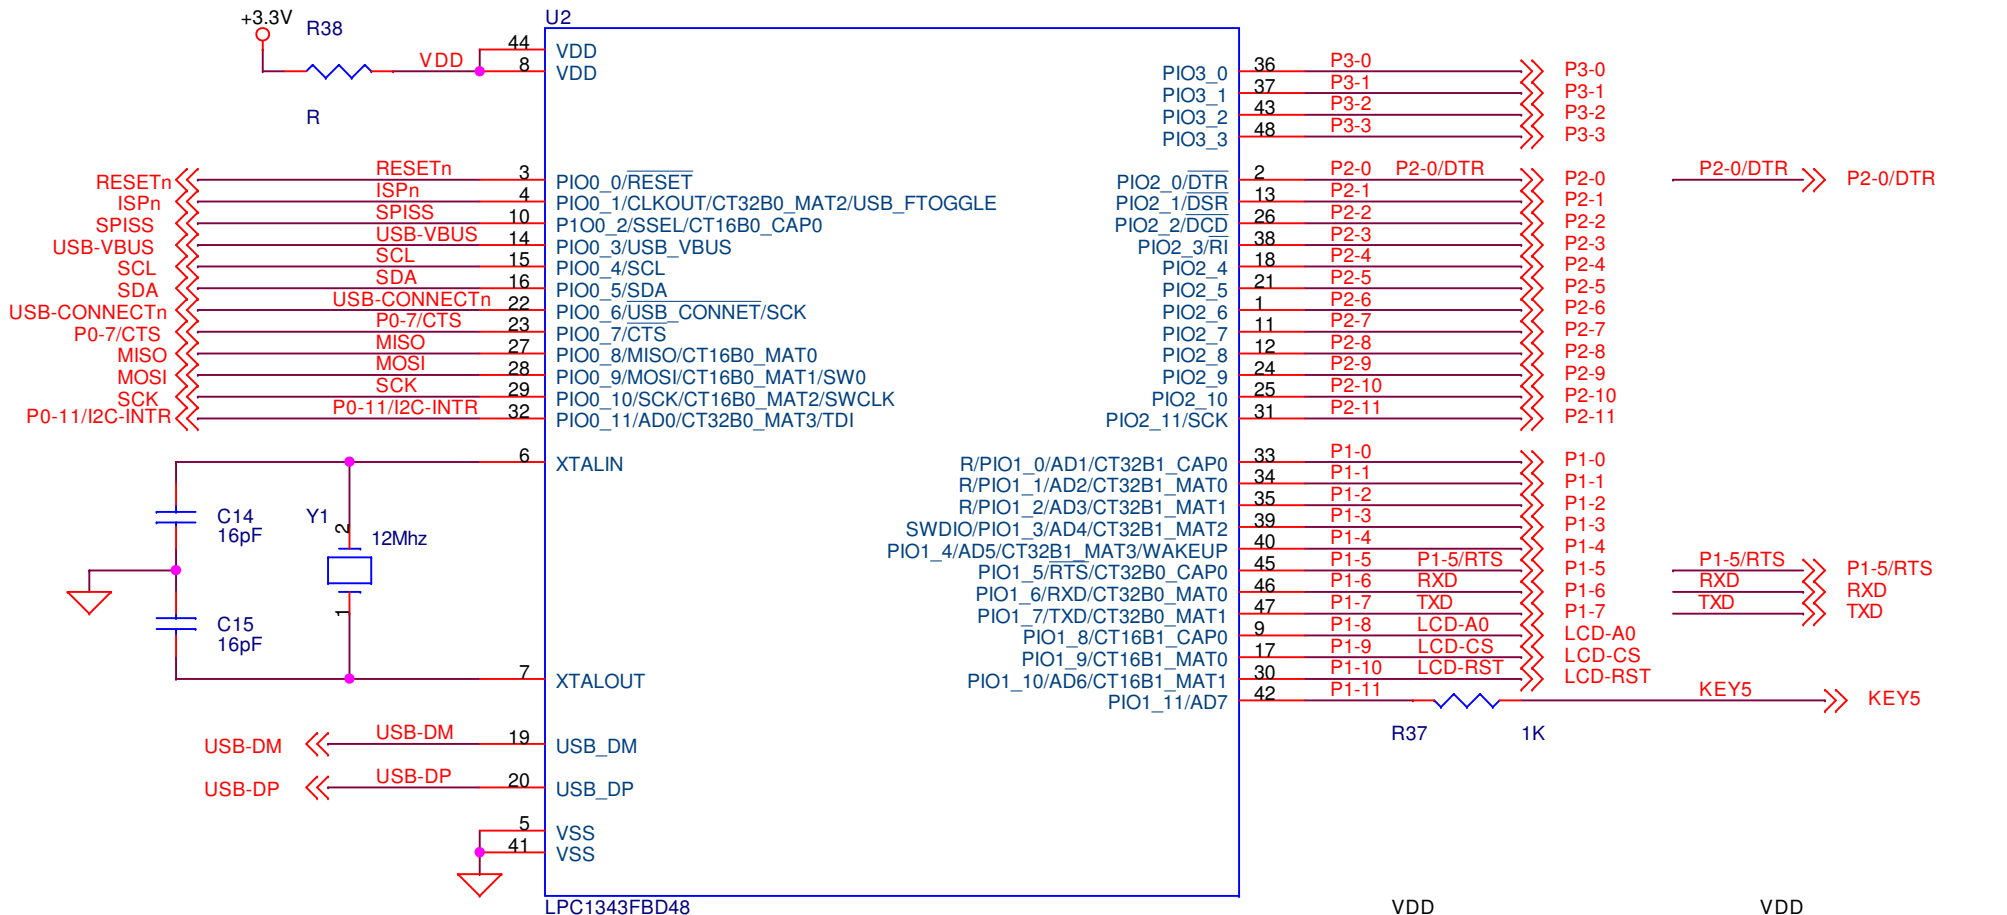 +3.3V
R38
R
VDD
U2
44 VDD
8 VDD
RESETn RESETn 3 PIO0_0/RESET
ISPn ISPn 4 PIO0_1/CLKOUT/CT32B0_MAT2/USB_FTOGGLE
SPISS SPISS 10 P1O0_2/SSEL/CT16B0_CAP0
USB-VBUS USB-VBUS 14 PIO0_3/USB_VBUS
SCL SCL 15 PIO0_4/SCL
SDA SDA 16 PIO0_5/SDA
USB-CONNECTn USB-CONNECTn 22 PIO0_6/USB_CONNET/SCK
P0-7/CTS P0-7/CTS 23 PIO0_7/CTS
MISO MISO 27 PIO0_8/MISO/CT16B0_MAT0
MOSI MOSI 28 PIO0_9/MOSI/CT16B0_MAT1/SW0
SCK SCK 29 PIO0_10/SCK/CT16B0_MAT2/SWCLK
P0-11/I2C-INTR P0-11/I2C-INTR 32 PIO0_11/AD0/CT32B0_MAT3/TDI
6 XTALIN
C14
16pF
Y1
2
12Mhz
1
C15
16pF
7 XTALOUT
USB-DM USB-DM 19 USB_DM
USB-DP USB-DP 20 USB_DP
5 VSS
41 VSS
PIO3_0 36 P3-0 P3-0
PIO3_1 37 P3-1 P3-1
PIO3_2 43 P3-2 P3-2
PIO3_3 48 P3-3 P3-3
PIO2_0/DTR 2 P2-0 P2-0/DTR P2-0 P2-0/DTR P2-0/DTR
PIO2_1/DSR 13 P2-1 P2-1
PIO2_2/DCD 26 P2-2 P2-2
PIO2_3/RI 38 P2-3 P2-3
PIO2_4 18 P2-4 P2-4
PIO2_5 21 P2-5 P2-5
PIO2_6 1 P2-6 P2-6
PIO2_7 11 P2-7 P2-7
PIO2_8 12 P2-8 P2-8
PIO2_9 24 P2-9 P2-9
PIO2_10 25 P2-10 P2-10
PIO2_11/SCK 31 P2-11 P2-11
R/PIO1_0/AD1/CT32B1_CAP0 33 P1-0 P1-0
R/PIO1_1/AD2/CT32B1_MAT0 34 P1-1 P1-1
R/PIO1_2/AD3/CT32B1_MAT1 35 P1-2 P1-2
SWDIO/PIO1_3/AD4/CT32B1_MAT2 39 P1-3 P1-3
PIO1_4/AD5/CT32B1_MAT3/WAKEUP 40 P1-4 P1-4
PIO1_5/RTS/CT32B0_CAP0 45 P1-5 P1-5/RTS P1-5 P1-5/RTS P1-5/RTS
PIO1_6/RXD/CT32B0_MAT0 46 P1-6 RXD P1-6 RXD RXD
PIO1_7/TXD/CT32B0_MAT1 47 P1-7 TXD P1-7 TXD TXD
PIO1_8/CT16B1_CAP0 9 P1-8 LCD-A0 LCD-A0
PIO1_9/CT16B1_MAT0 17 P1-9 LCD-CS LCD-CS
PIO1_10/AD6/CT16B1_MAT1 30 P1-10 LCD-RST LCD-RST
PIO1_11/AD7 42 P1-11 KEY5 KEY5
R37 1K
LPC1343FBD48
VDD VDD